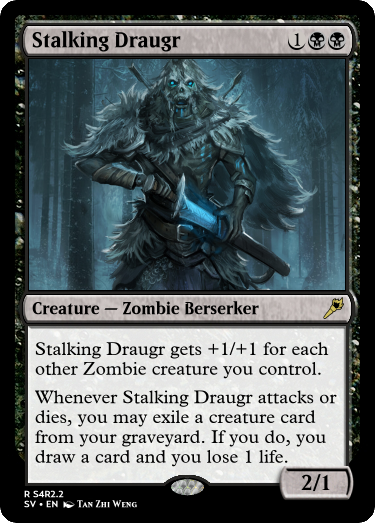 Stalking Draugr 1
Creature — Zombie Berserker
Stalking Draugr gets +1/+1 for each
other Zombie creature you control.
Whenever Stalking Draugr attacks or
dies, you may exile a creature card
from your graveyard. If you do, you
draw a card and you lose 1 life.
2/1
R S4R2.2
SV • EN Tan Zhi Weng